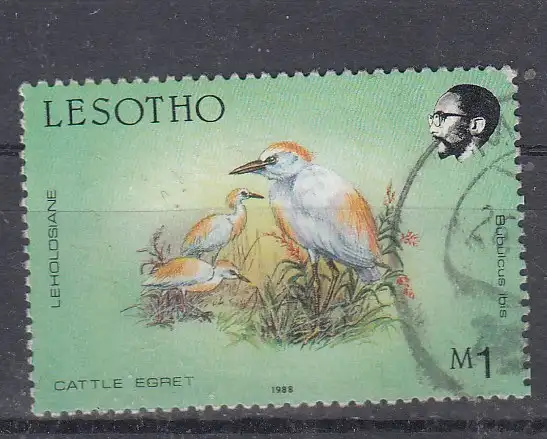 LESOTHO
LEHOLOSIANE
Bubulcus ibis
M1
CATTLE EGRET
1988